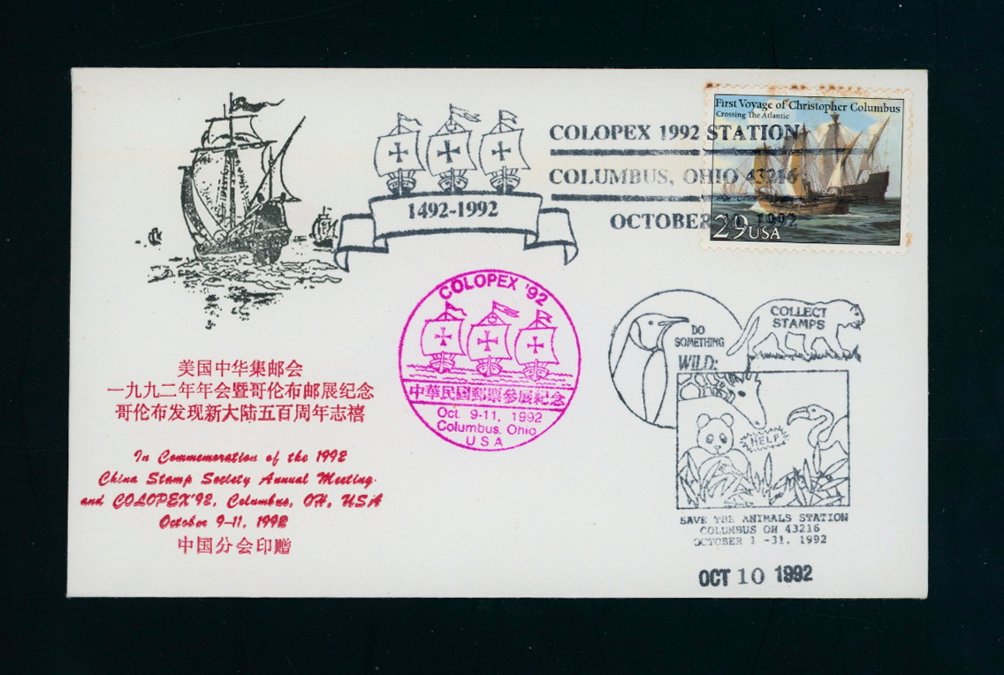 COLOPEX 1992 STATION
COLUMBUS, OHIO 43216
OCTOBER 10, 1992
1492-1992
First Voyage of Christopher Columbus
Crossing The Atlantic
29USA
COLOPEX '92
中華民國郵票參展紀念
Oct. 9-11, 1992
Columbus, Ohio
USA
DO
SOMETHING
WILD:
COLLECT
STAMPS
HELP
SAVE THE ANIMALS STATION
COLUMBUS OH 43216
OCTOBER 1 -31, 1992
OCT 10 1992
美国中华集邮会
一九九二年年会暨哥伦布邮展纪念
哥伦布发现新大陆五百周年志禧
In Commemoration of the 1992
China Stamp Society Annual Meeting
and COLOPEX'92, Columbus, OH, USA
October 9-11, 1992
中国分会印赠